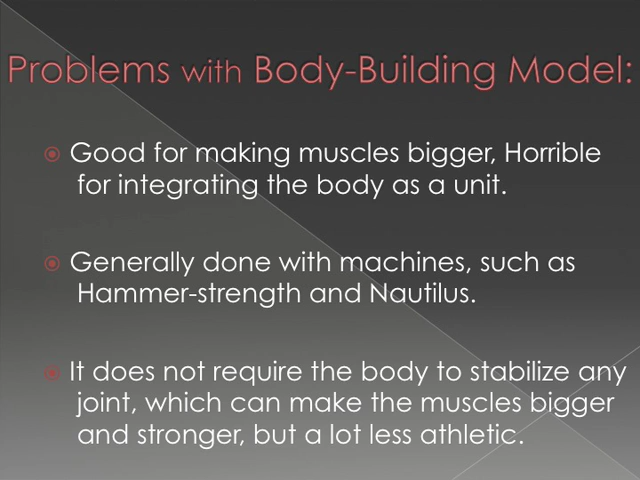 Problems with Body-Building Model:
Good for making muscles bigger, Horrible
for integrating the body as a unit.
Generally done with machines, such as
Hammer-strength and Nautilus.
It does not require the body to stabilize any
joint, which can make the muscles bigger
and stronger, but a lot less athletic.